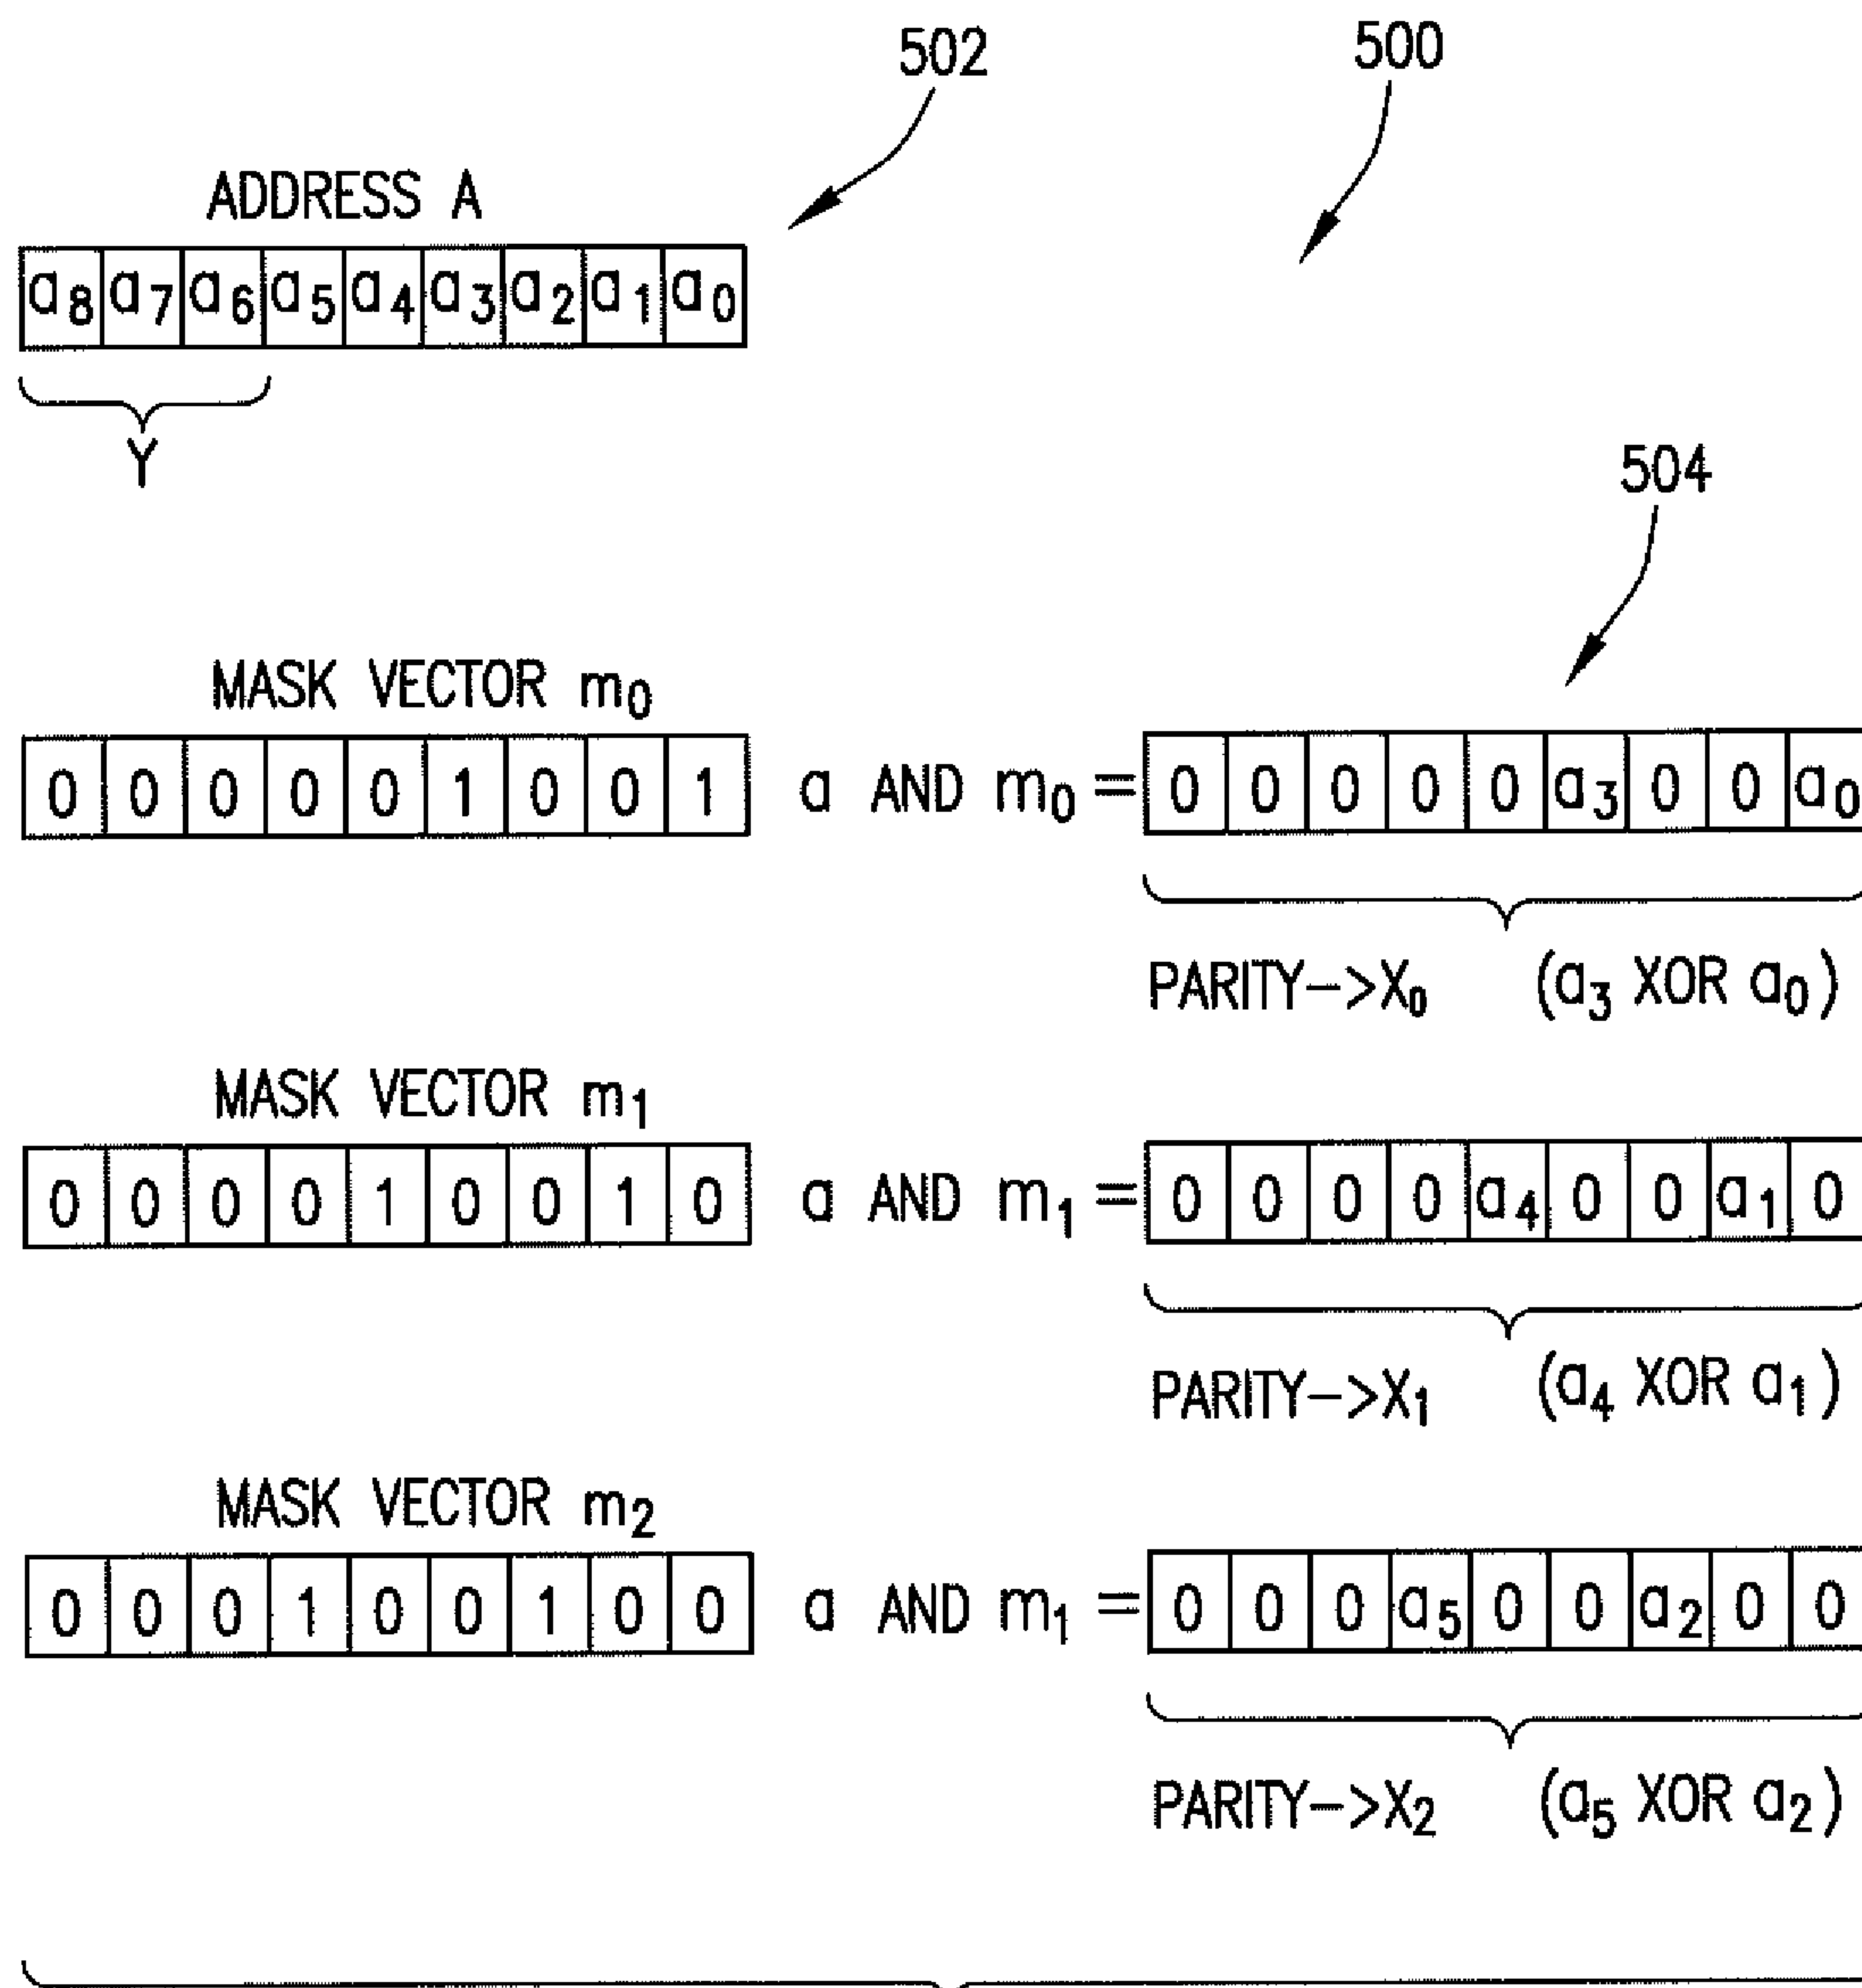 502
500
ADDRESS A
a8 a7 a6 a5 a4 a3 a2 a1 a0
Y
504
MASK VECTOR m0
0 0 0 0 0 1 0 0 1 a AND m0 = 0 0 0 0 0 a3 0 0 a0
PARITY->X0 (a3 XOR a0)
MASK VECTOR m1
0 0 0 0 1 0 0 1 0 a AND m1 = 0 0 0 0 a4 0 0 a1 0
PARITY->X1 (a4 XOR a1)
MASK VECTOR m2
0 0 0 1 0 0 1 0 0 a AND m1 = 0 0 0 a5 0 0 a2 0 0
PARITY->X2 (a5 XOR a2)